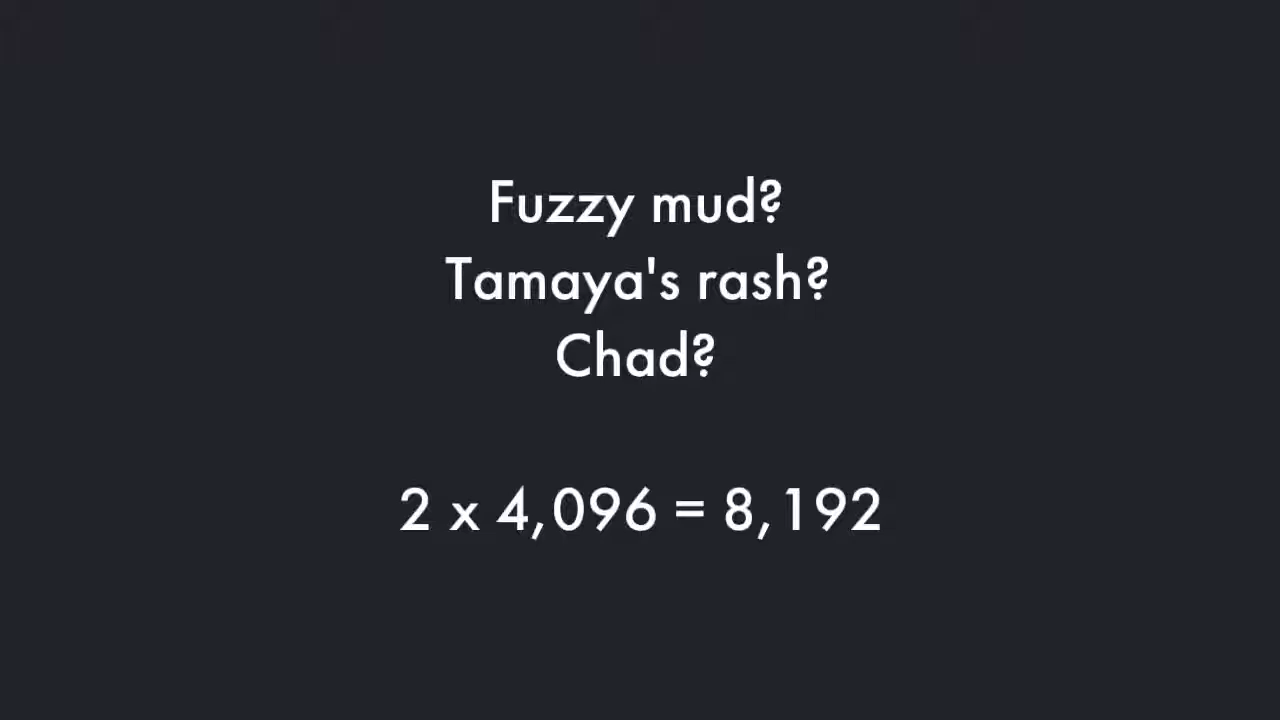 Fuzzy mud?
Tamaya's rash?
Chad?
2 x 4,096 = 8,192